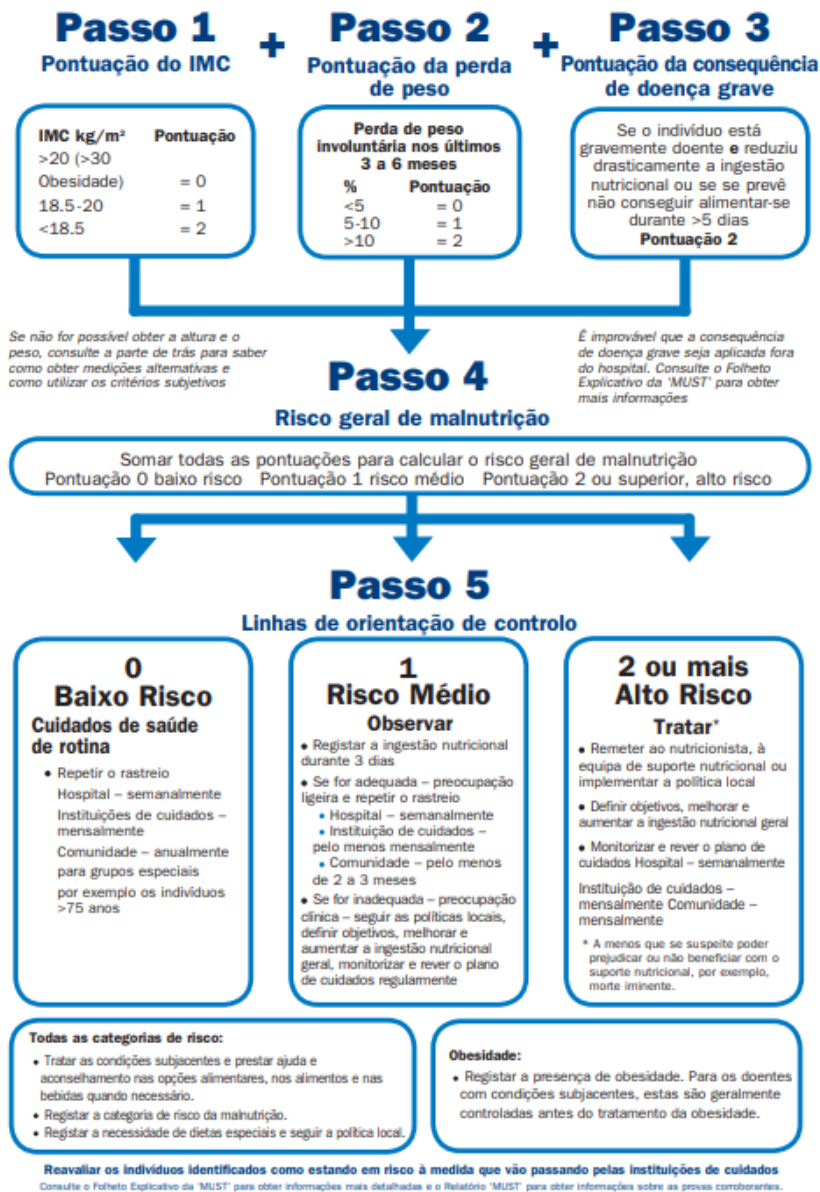 Passo 1
Pontuação do IMC
+
Passo 2
Pontuação da perda
de peso
+
Passo 3
Pontuação da consequência
de doença grave
IMC kg/m² Pontuação
>20 (>30
Obesidade) = 0
18.5-20 = 1
<18.5 = 2
Perda de peso
involuntária nos últimos
3 a 6 meses
% Pontuação
<5 = 0
5-10 = 1
>10 = 2
Se o indivíduo está
gravemente doente e reduziu
drasticamente a ingestão
nutricional ou se se prevê
não conseguir alimentar-se
durante >5 dias
Pontuação 2
Se não for possível obter a altura e o
peso, consulte a parte de trás para saber
como obter medições alternativas e
como utilizar os critérios subjetivos
É improvável que a consequência
de doença grave seja aplicada fora
do hospital. Consulte o Folheto
Explicativo da 'MUST' para obter
mais informações
Passo 4
Risco geral de malnutrição
Somar todas as pontuações para calcular o risco geral de malnutrição
Pontuação 0 baixo risco Pontuação 1 risco médio Pontuação 2 ou superior, alto risco
Passo 5
Linhas de orientação de controlo
0
Baixo Risco
Cuidados de saúde
de rotina
• Repetir o rastreio
Hospital – semanalmente
Instituições de cuidados –
mensalmente
Comunidade – anualmente
para grupos especiais
por exemplo os indivíduos
>75 anos
1
Risco Médio
Observar
• Registar a ingestão nutricional
durante 3 dias
• Se for adequada – preocupação
ligeira e repetir o rastreio
• Hospital – semanalmente
• Instituição de cuidados –
pelo menos mensalmente
• Comunidade – pelo menos
de 2 a 3 meses
• Se for inadequada – preocupação
clínica – seguir as políticas locais,
definir objetivos, melhorar e
aumentar a ingestão nutricional
geral, monitorizar e rever o plano
de cuidados regularmente
2 ou mais
Alto Risco
Tratar*
• Remeter ao nutricionista, à
equipa de suporte nutricional ou
implementar a política local
• Definir objetivos, melhorar e
aumentar a ingestão nutricional geral
• Monitorizar e rever o plano de
cuidados Hospital – semanalmente
Instituição de cuidados –
mensalmente Comunidade –
mensalmente
* A menos que se suspeite poder
prejudicar ou não beneficiar com o
suporte nutricional, por exemplo,
morte iminente.
Todas as categorias de risco:
• Tratar as condições subjacentes e prestar ajuda e
aconselhamento nas opções alimentares, nos alimentos e nas
bebidas quando necessário.
• Registar a categoria de risco da malnutrição.
• Registar a necessidade de dietas especiais e seguir a política local.
Obesidade:
• Registar a presença de obesidade. Para os doentes
com condições subjacentes, estas são geralmente
controladas antes do tratamento da obesidade.
Reavaliar os indivíduos identificados como estando em risco à medida que vão passando pelas instituições de cuidados
Consulte o Folheto Explicativo da 'MUST' para obter informações mais detalhadas e o Relatório 'MUST' para obter informações sobre as provas corroborantes.